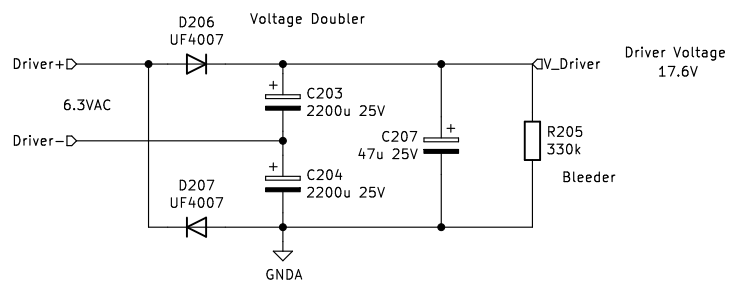 Voltage Doubler
D206
UF4007
Driver+
V_Driver
Driver Voltage
17.6V
+
C203
2200u 25V
6.3VAC
Driver-
+
C207
47u 25V
R205
330k
+
C204
2200u 25V
Bleeder
D207
UF4007
GNDA